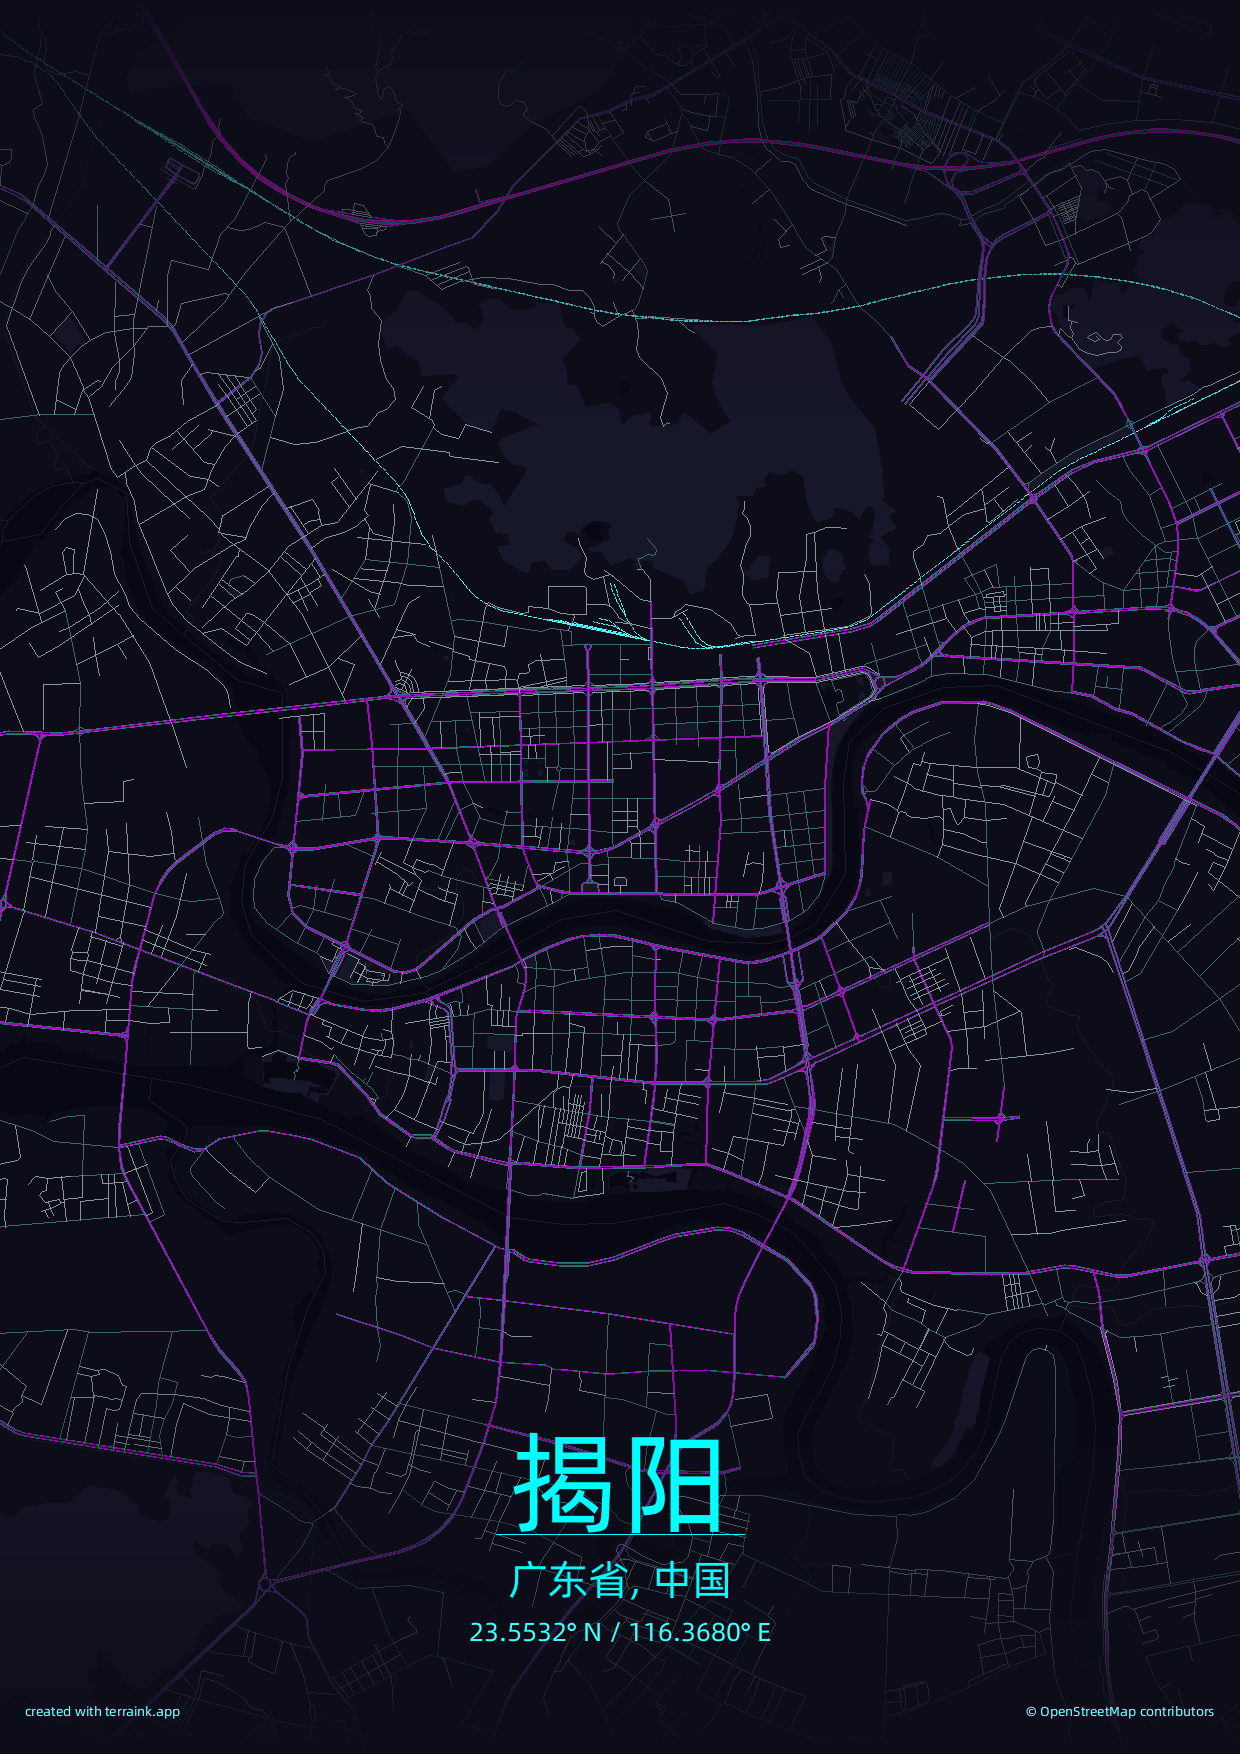 揭阳
广东省, 中国
23.5532° N / 116.3680° E
created with terraink.app
© OpenStreetMap contributors